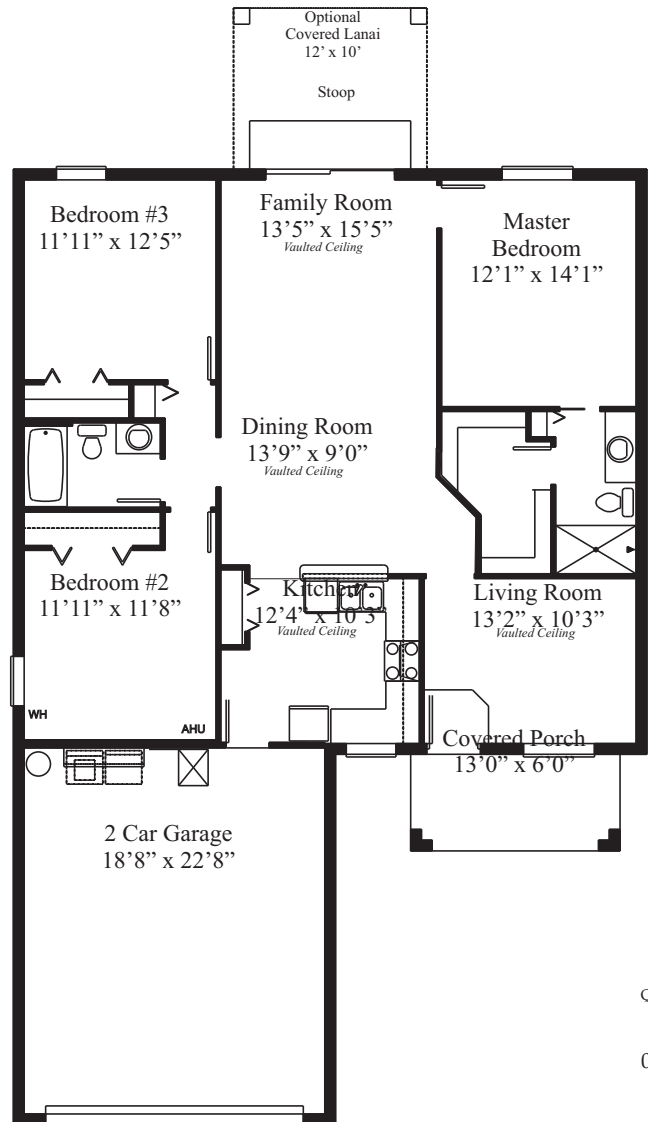 Optional
Covered Lanai
12’ x 10’
Stoop
Bedroom #3
11’11” x 12’5”
Family Room
13’5” x 15’5”
Vaulted Ceiling
Master
Bedroom
12’1” x 14’1”
Dining Room
13’9” x 9’0”
Vaulted Ceiling
Bedroom #2
11’11” x 11’8”
Kitchen
12’4” x 10’3”
Vaulted Ceiling
Living Room
13’2” x 10’3”
Vaulted Ceiling
WH
AHU
Covered Porch
13’0” x 6’0”
2 Car Garage
18’8” x 22’8”